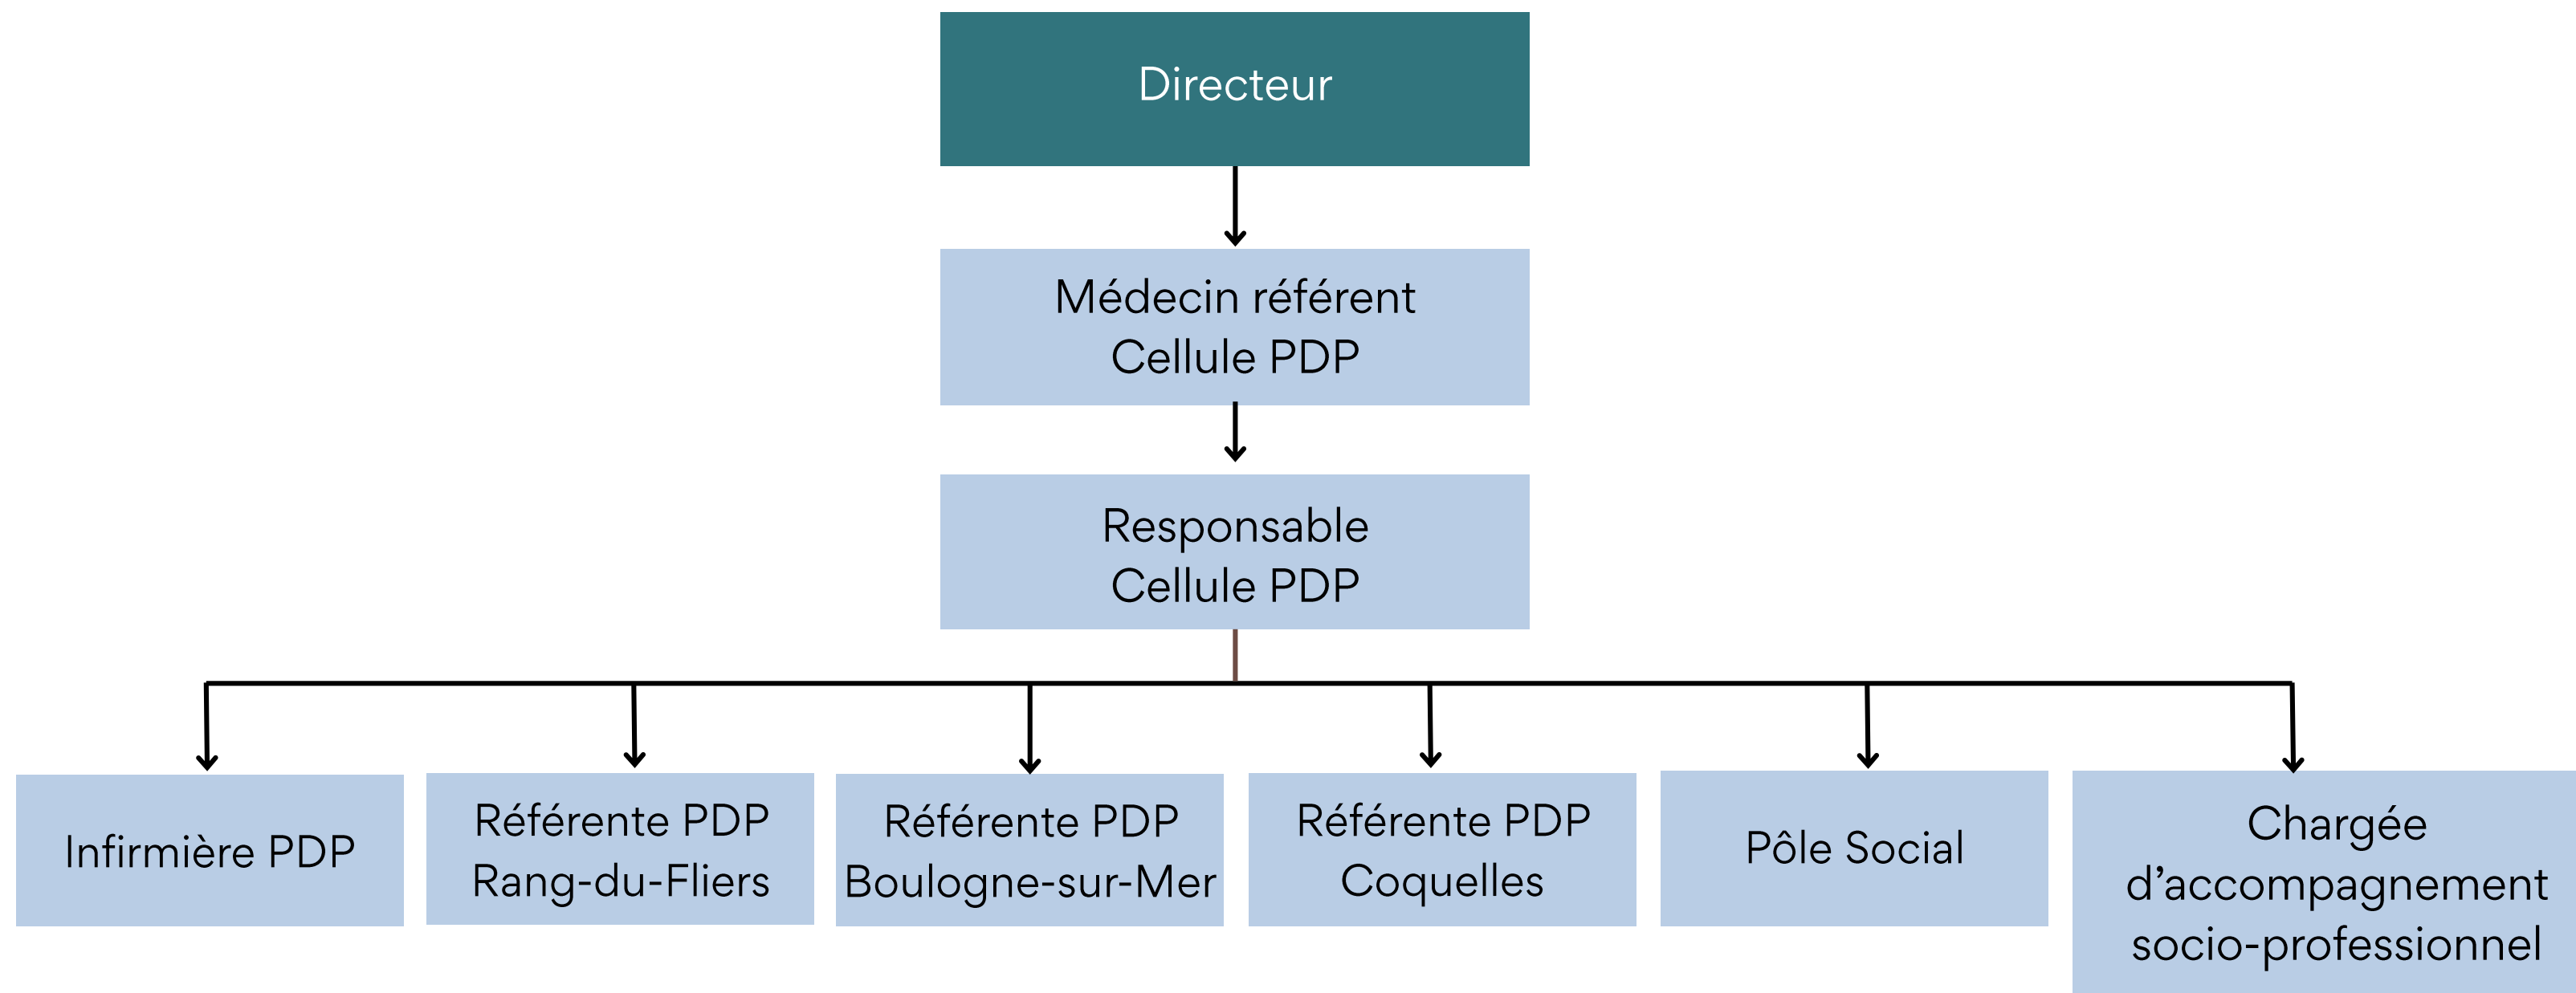 Directeur
Médecin référent
Cellule PDP
Responsable
Cellule PDP
Infirmière PDP
Référente PDP
Rang-du-Fliers
Référente PDP
Boulogne-sur-Mer
Référente PDP
Coquelles
Pôle Social
Chargée
d’accompagnement
socio-professionnel